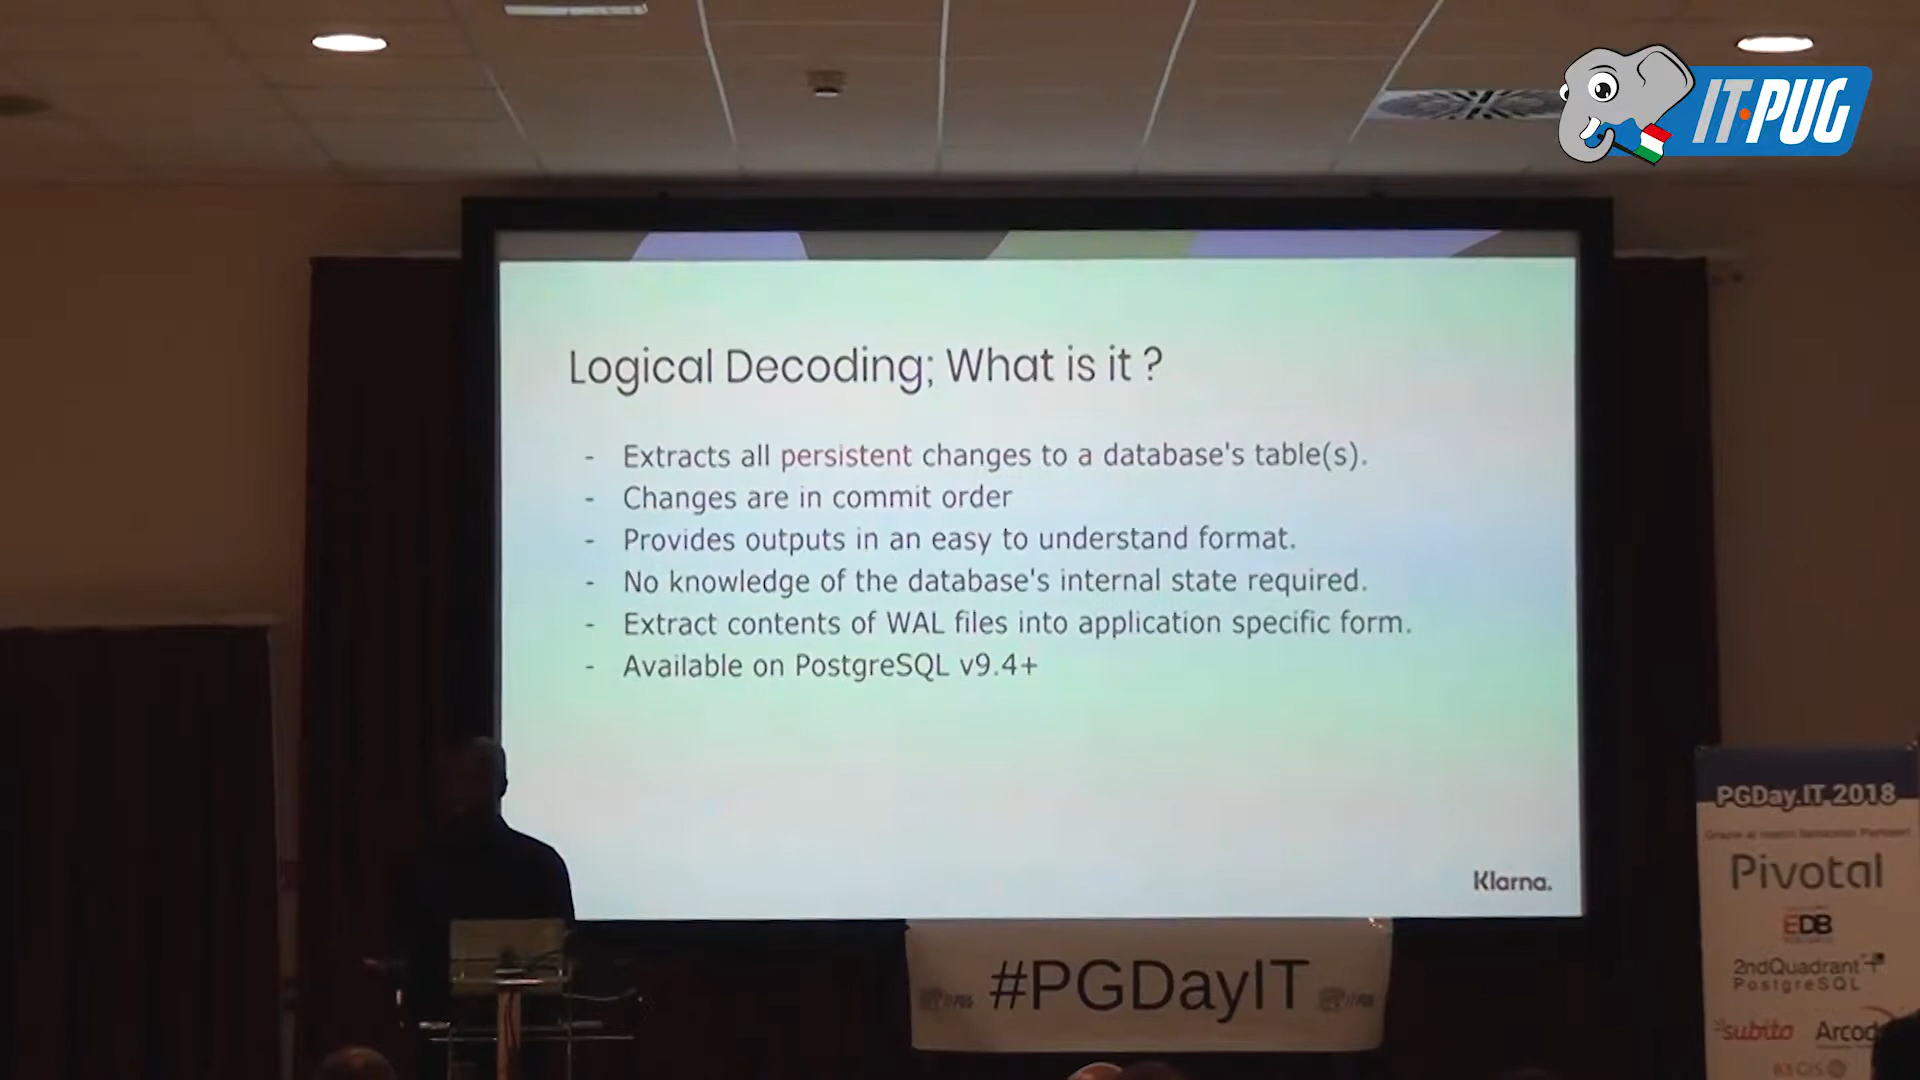 IT·PUG
Logical Decoding; What is it ?
- Extracts all persistent changes to a database's table(s).
- Changes are in commit order
- Provides outputs in an easy to understand format.
- No knowledge of the database's internal state required.
- Extract contents of WAL files into application specific form.
- Available on PostgreSQL v9.4+
Klarna.
#PGDayIT
PGDay.IT 2018
Pivotal
EDB
2ndQuadrant
PostgreSQL
subito